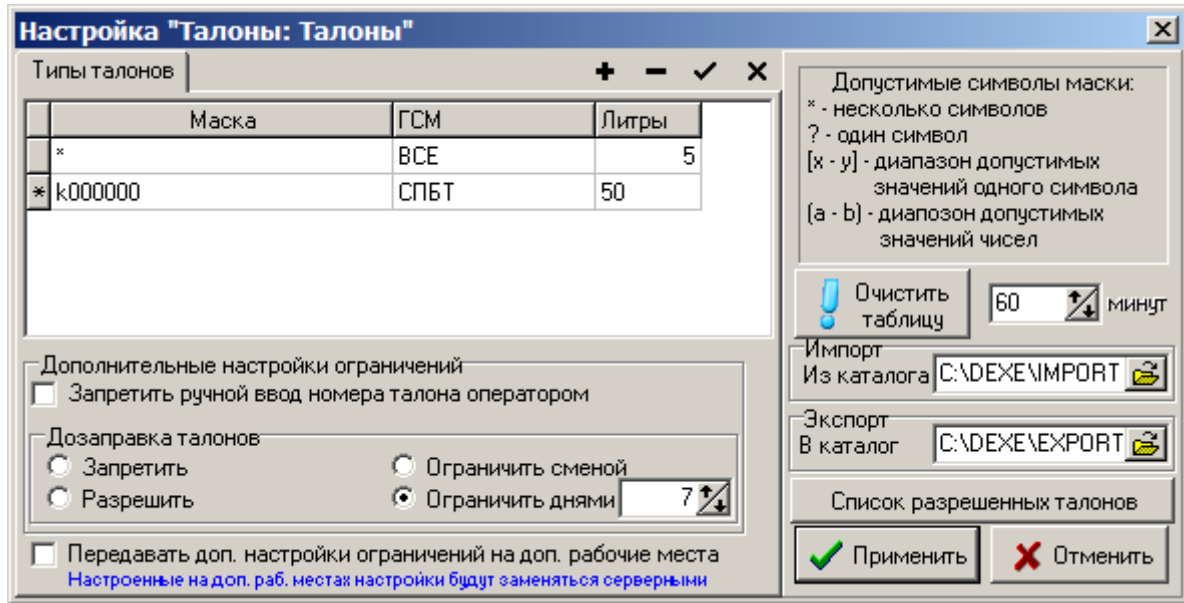 Настройка "Талоны: Талоны"
Типы талонов
Маска ГСМ Литры
* ВСЕ 5
* k000000 СПБТ 50
Дополнительные настройки ограничений
Запретить ручной ввод номера талона оператором
Дозаправка талонов
Запретить Ограничить сменой
Разрешить Ограничить днями 7
Передавать доп. настройки ограничений на доп. рабочие места
Настроенные на доп. раб. местах настройки будут заменяться серверными
Допустимые символы маски:
* - несколько символов
? - один символ
[x - y] - диапазон допустимых
значений одного символа
(a - b) - диапозон допустимых
значений чисел
Очистить
таблицу
60 минут
Импорт
Из каталога C:\DEXE\IMPORT
Экспорт
В каталог C:\DEXE\EXPORT
Список разрешенных талонов
Применить Отменить